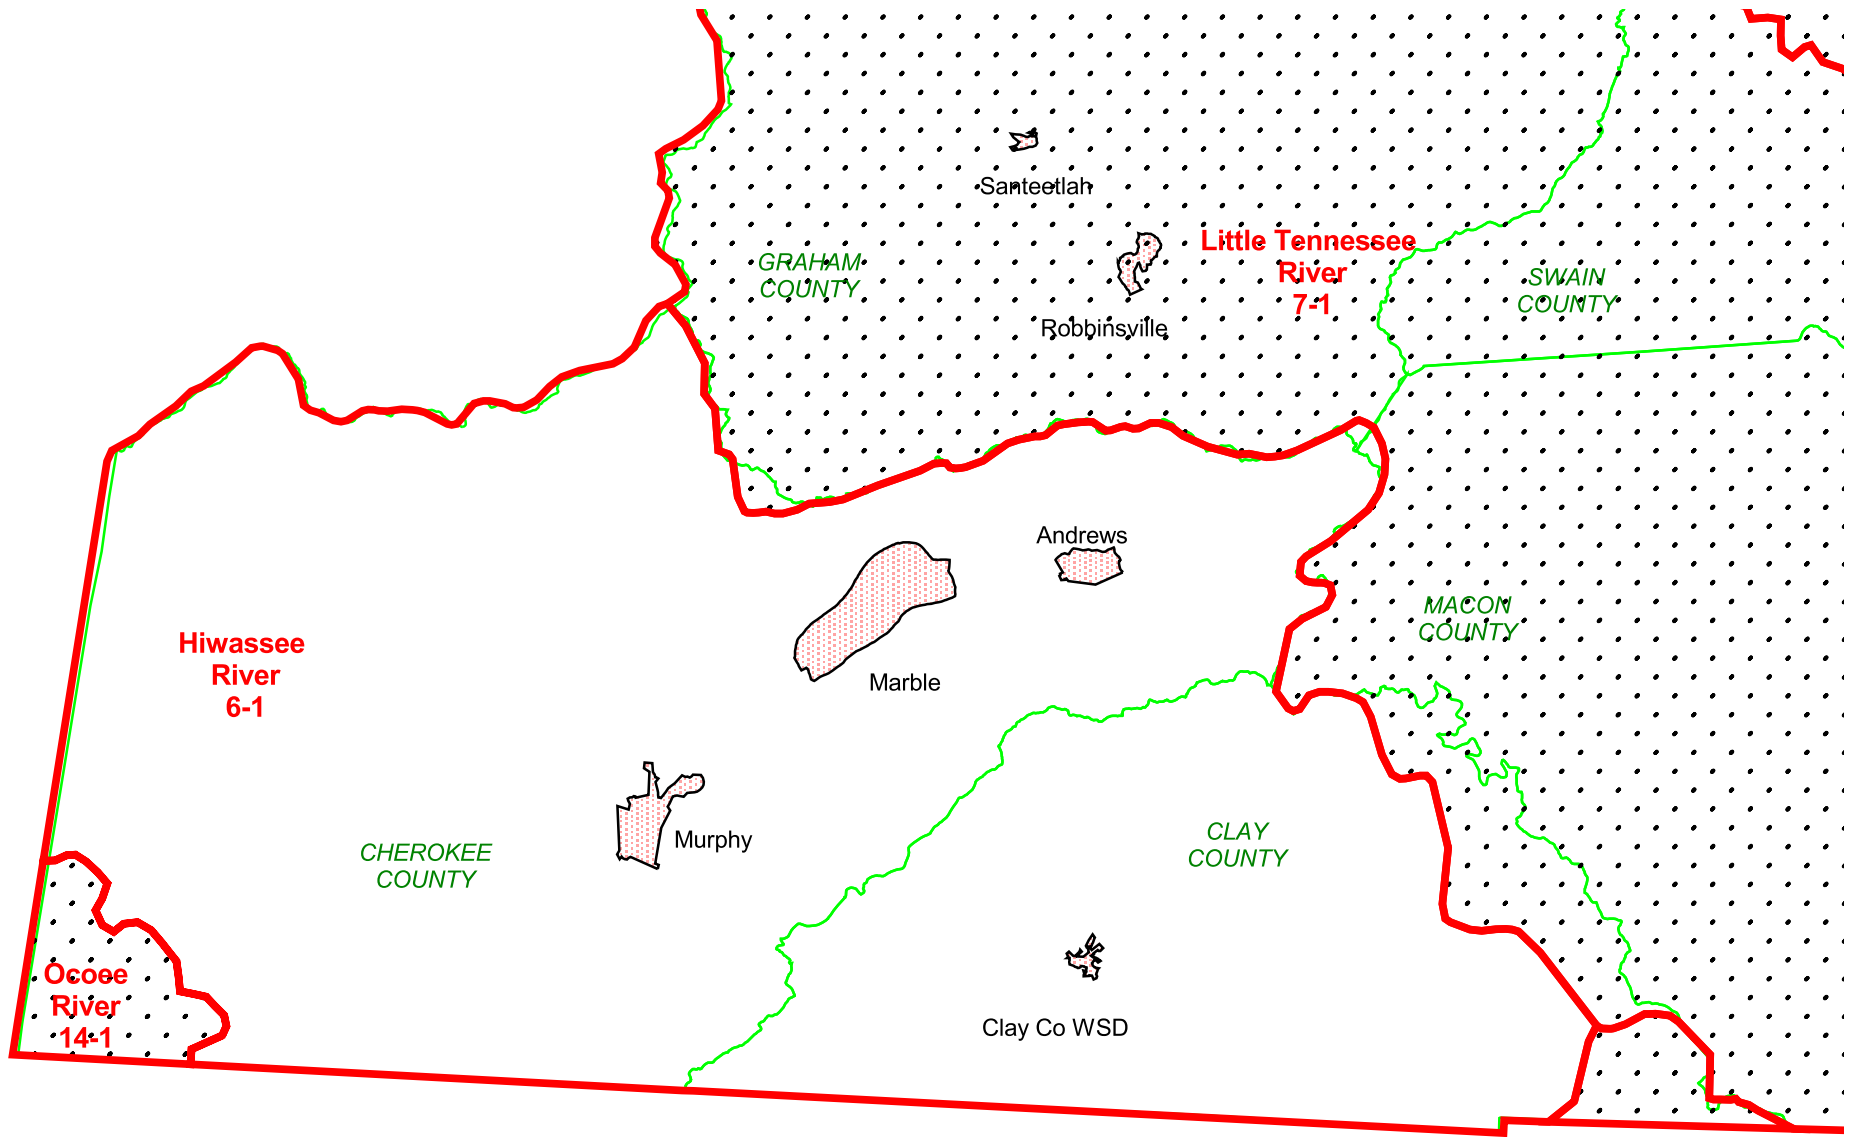 Santeetlah
Little Tennessee
River
7-1
GRAHAM
COUNTY
SWAIN
COUNTY
Robbinsville
Andrews
MACON
COUNTY
Hiwassee
River
6-1
Marble
CLAY
COUNTY
Murphy
CHEROKEE
COUNTY
Ocoee
River
14-1
Clay Co WSD